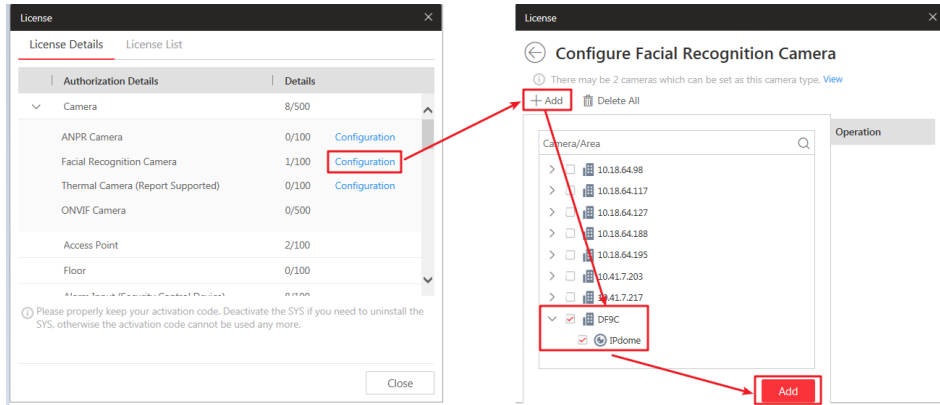 License
License Details License List
Authorization Details Details
Camera 8/500
ANPR Camera 0/100 Configuration
Facial Recognition Camera 1/100 Configuration
Thermal Camera (Report Supported) 0/100 Configuration
ONVIF Camera 0/500
Access Point 2/100
Floor 0/100
Alarm Input (Security Control Device)
Please properly keep your activation code. Deactivate the SYS if you need to uninstall the
SYS, otherwise the activation code cannot be used any more.
Close
License
Configure Facial Recognition Camera
There may be 2 cameras which can be set as this camera type. View
Add Delete All
Operation
Camera/Area
10.18.64.98
10.18.64.117
10.18.64.127
10.18.64.188
10.18.64.195
10.41.7.203
10.41.7.217
DF9C
IPdome
Add